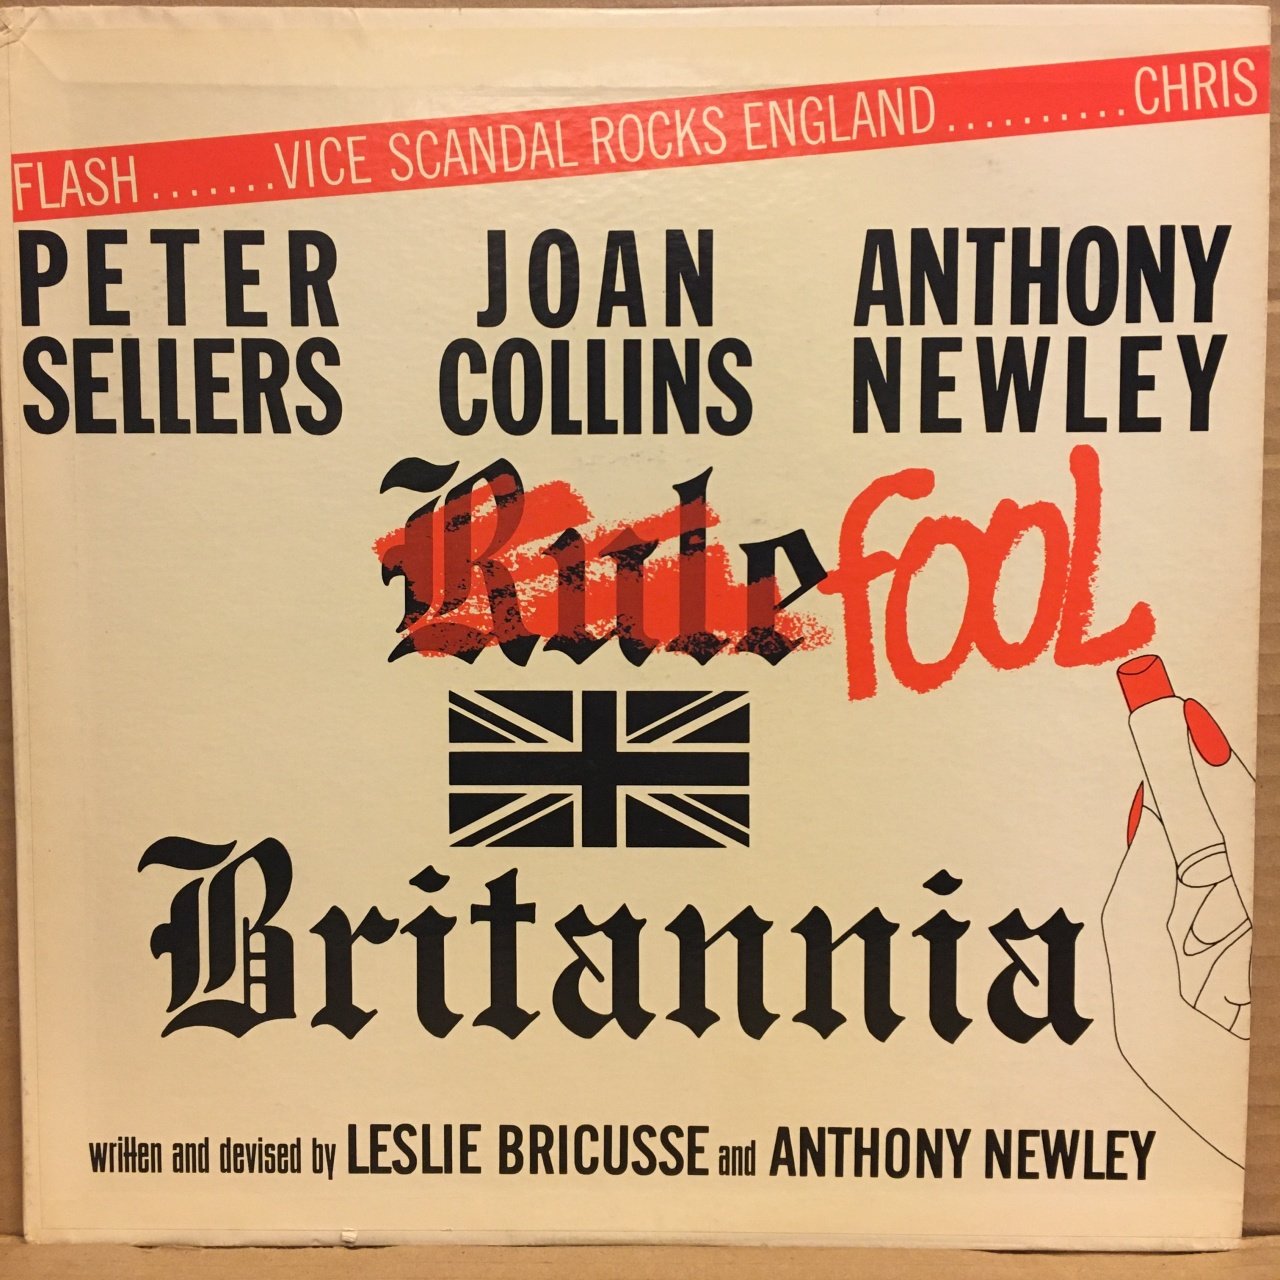 FLASH.......VICE SCANDAL ROCKS ENGLAND..........CHRIS
PETER SELLERS
JOAN COLLINS
ANTHONY NEWLEY
Rule fOOL
Britannia
written and devised by LESLIE BRICUSSE and ANTHONY NEWLEY